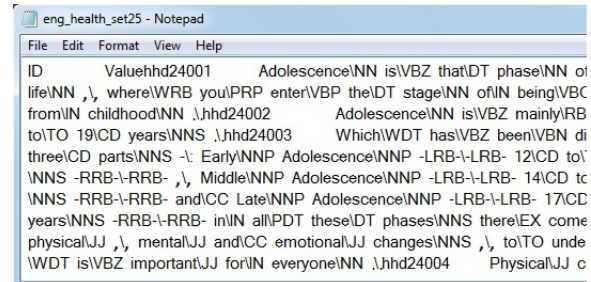 eng_health_set25 - Notepad
File Edit Format View Help
ID Valuehhd24001 Adolescence\NN is\VBZ that\DT phase\NN of
life\NN ,\, where\WRB you\PRP enter\VBP the\DT stage\NN of\IN being\VBG
from\IN childhood\NN .\.hhd24002 Adolescence\NN is\VBZ mainly\RB
to\TO 19\CD years\NNS .\.hhd24003 Which\WDT has\VBZ been\VBN di
three\CD parts\NNS -\: Early\NNP Adolescence\NNP -LRB-\-LRB- 12\CD to\
\NNS -RRB-\-RRB- ,\, Middle\NNP Adolescence\NNP -LRB-\-LRB- 14\CD to
\NNS -RRB-\-RRB- and\CC Late\NNP Adolescence\NNP -LRB-\-LRB- 17\CD
years\NNS -RRB-\-RRB- in\IN all\PDT these\DT phases\NNS there\EX come
physical\JJ ,\, mental\JJ and\CC emotional\JJ changes\NNS ,\, to\TO unde
\WDT is\VBZ important\JJ for\IN everyone\NN .\.hhd24004 Physical\JJ c